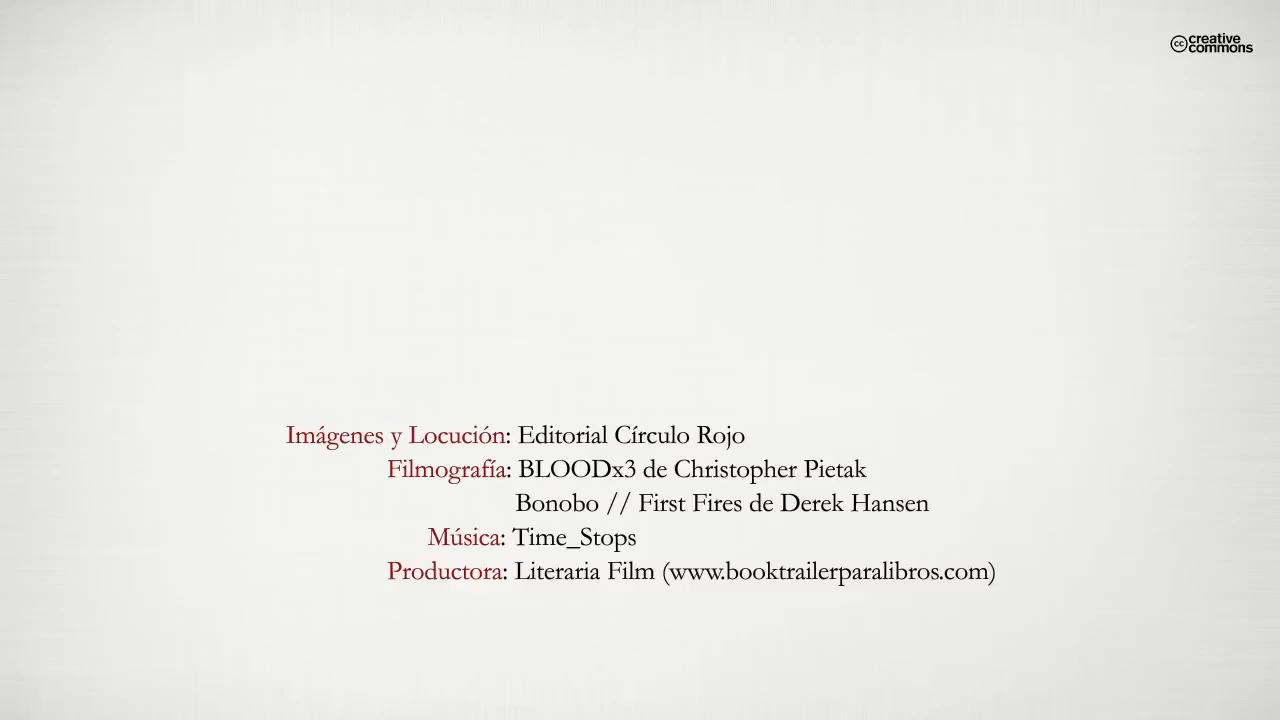 creative
commons
Imágenes y Locución: Editorial Círculo Rojo
Filmografía: BLOODx3 de Christopher Pietak
Bonobo // First Fires de Derek Hansen
Música: Time_Stops
Productora: Literaria Film (www.booktrailerparalibros.com)